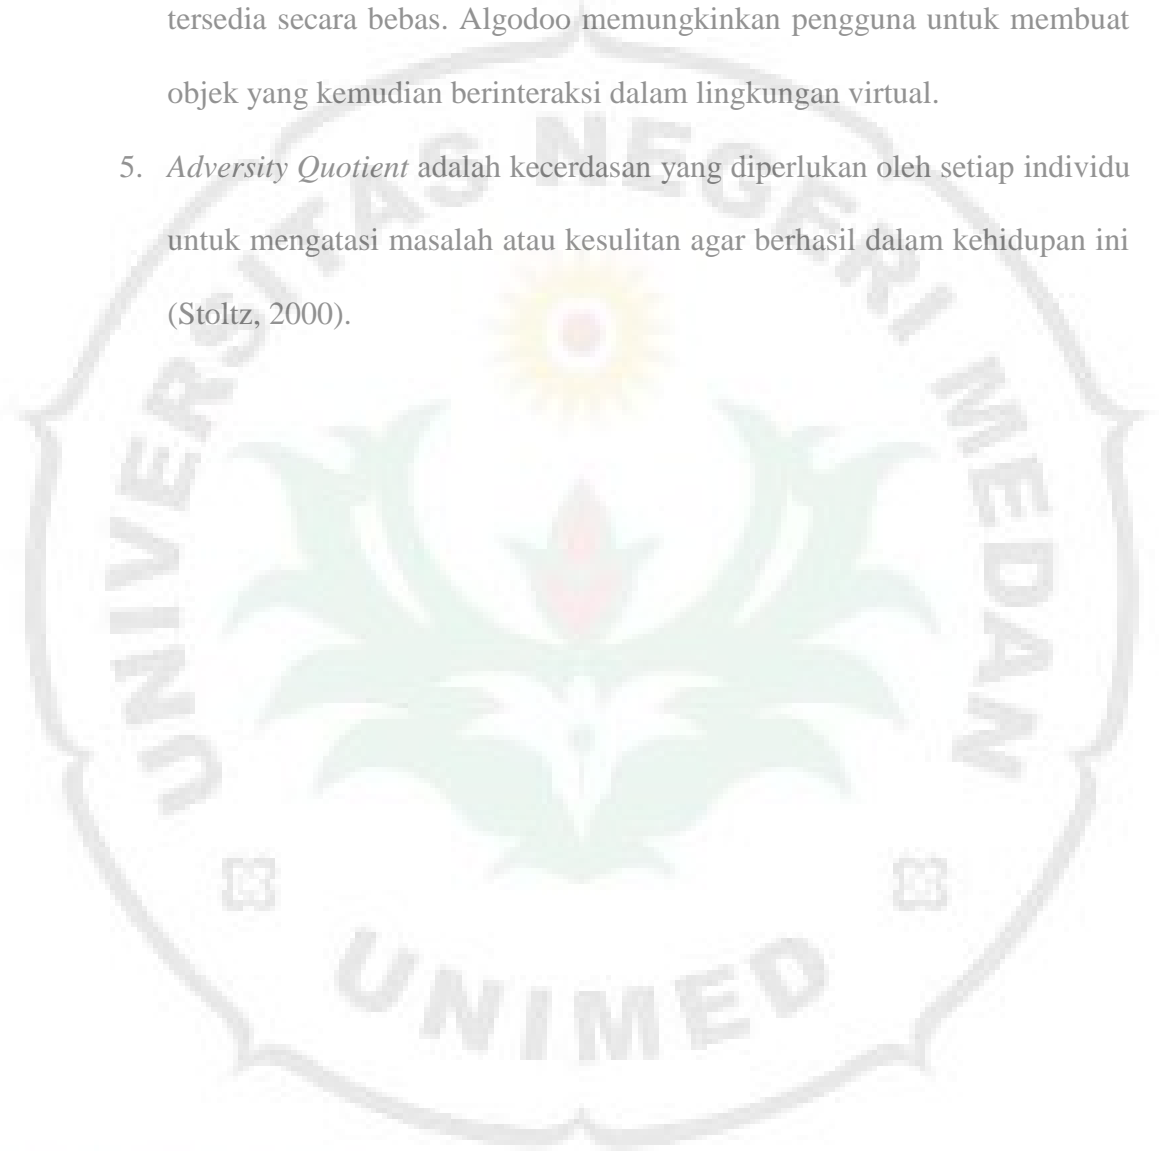 tersedia secara bebas. Algodoo memungkinkan pengguna untuk membuat
objek yang kemudian berinteraksi dalam lingkungan virtual.
5. Adversity Quotient adalah kecerdasan yang diperlukan oleh setiap individu
untuk mengatasi masalah atau kesulitan agar berhasil dalam kehidupan ini
(Stoltz, 2000).
UNIVERSITAS NEGERI MEDAN
UNIMED